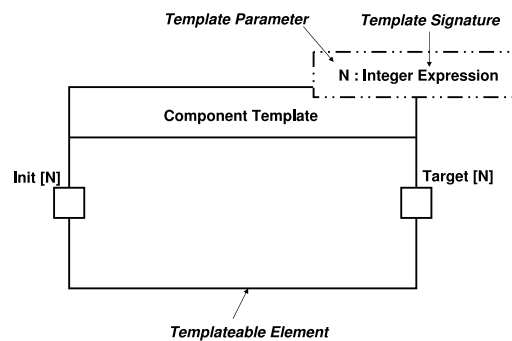 Template Parameter
Template Signature
N : Integer Expression
Component Template
Init [N]
Target [N]
Templateable Element